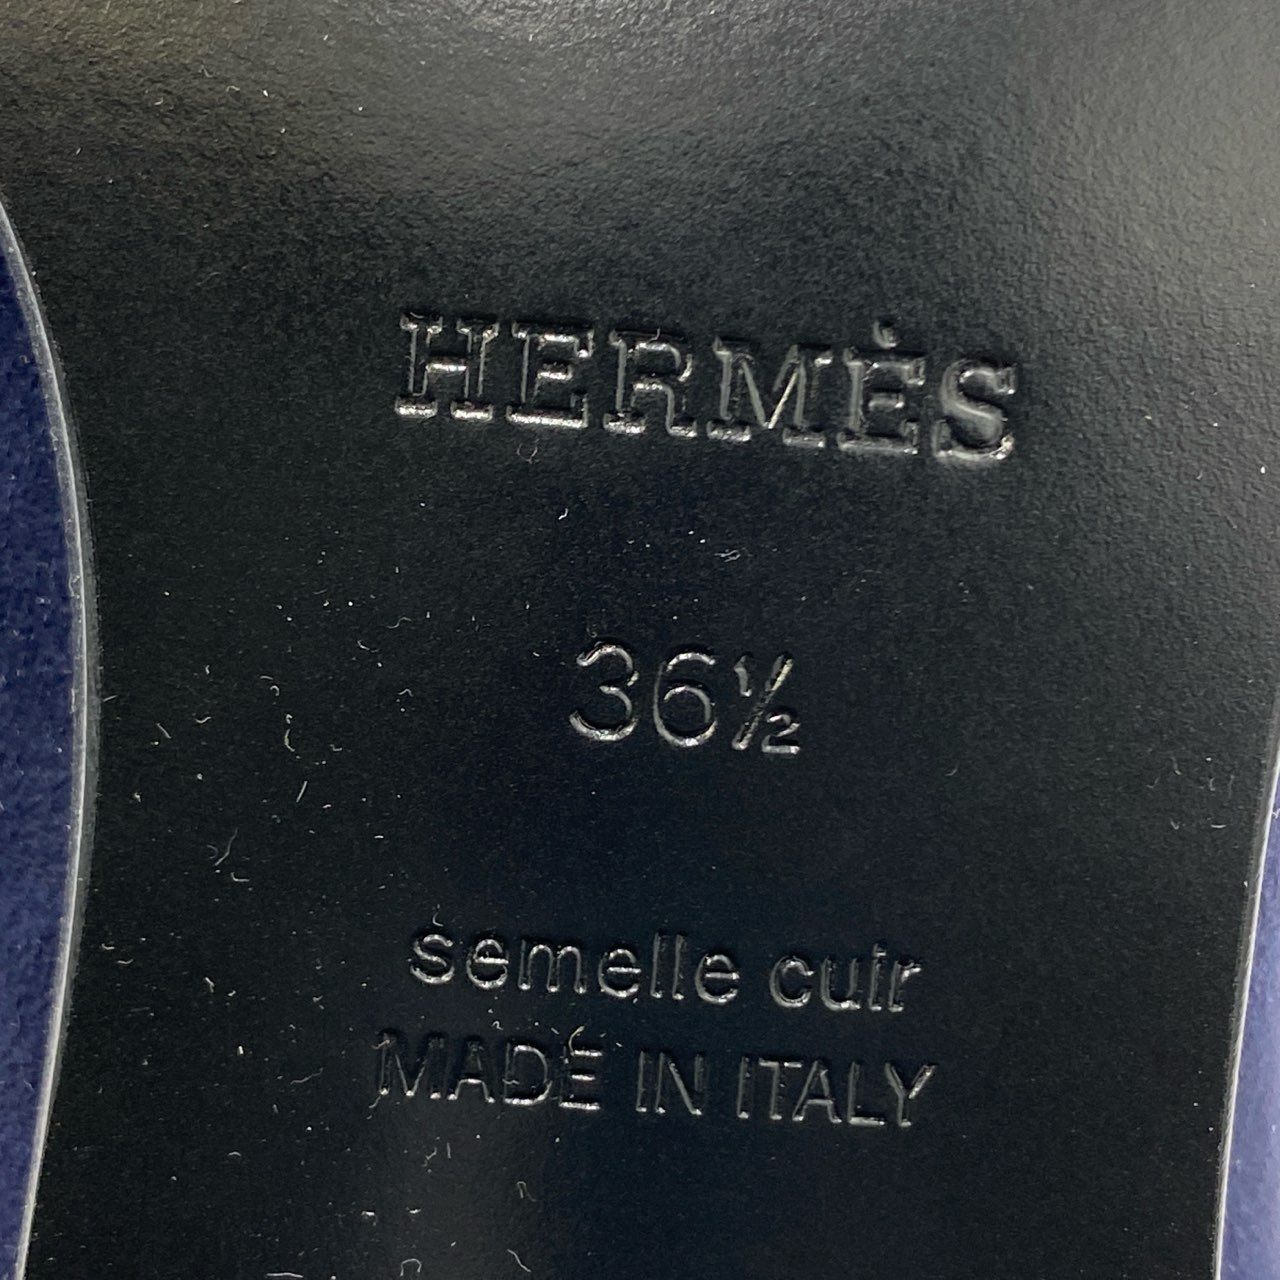 HERMÈS
36½
semelle cuir
MADE IN ITALY